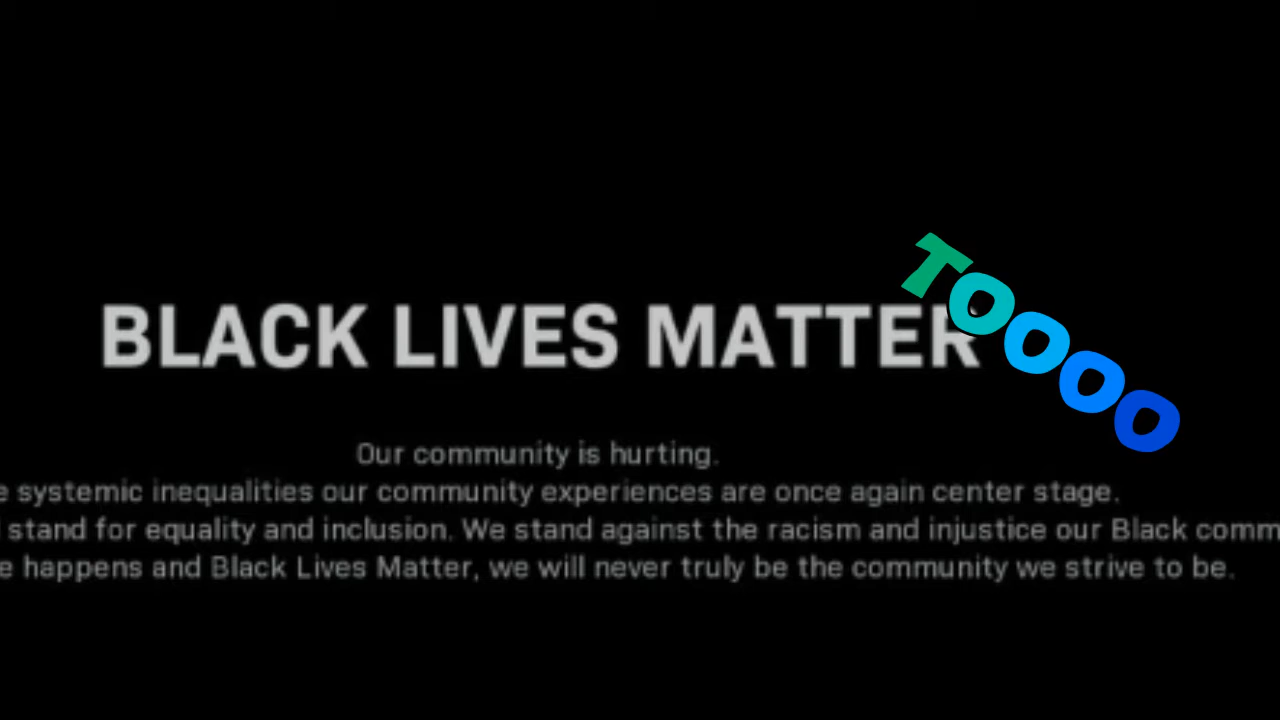 BLACK LIVES MATTER
TOOOO
Our community is hurting.
systemic inequalities our community experiences are once again center stage.
stand for equality and inclusion. We stand against the racism and injustice our Black
happens and Black Lives Matter, we will never truly be the community we strive to be.